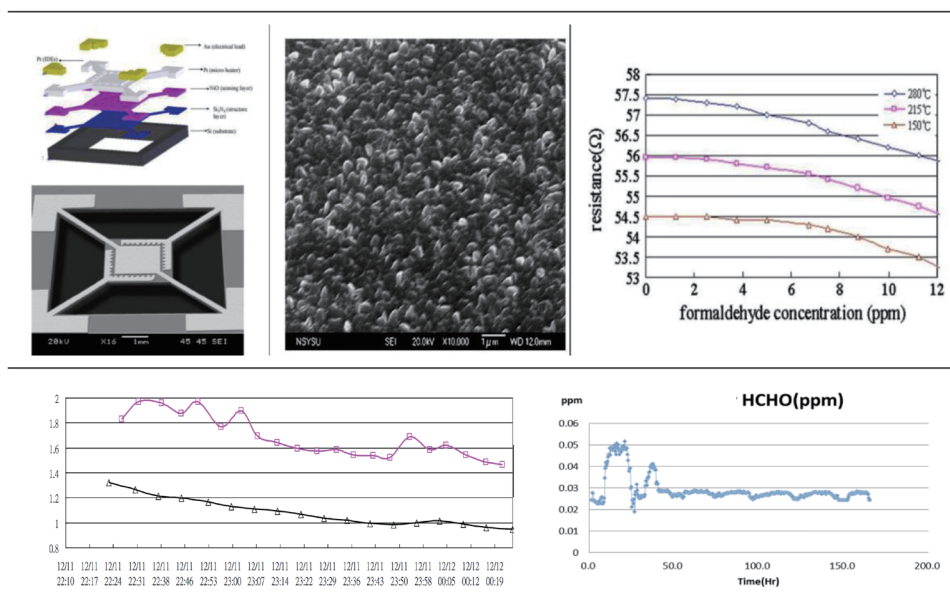 Au (electrical lead)
Pt (IDEs)
Pt (micro heater)
NiO (sensing layer)
Si₃N₄ (structure
layer)
Si (substrate)
20kV X16 1mm 45 45 SEI
NSYSU SEI 20.0kV X10,000 1μm WD 12.0mm
58
57.5
57
56.5
56
55.5
55
54.5
54
53.5
53
resistance(Ω)
280℃
215℃
150℃
0 2 4 6 8 10 12
formaldehyde concentration (ppm)
2
1.8
1.6
1.4
1.2
1
0.8
12/11 12/11 12/11 12/11 12/11 12/11 12/11 12/11 12/11 12/11 12/11 12/11 12/11 12/11 12/11 12/11 12/12 12/12 12/12
22:10 22:17 22:24 22:31 22:38 22:46 22:53 23:00 23:07 23:14 23:22 23:29 23:36 23:43 23:50 23:58 00:05 00:12 00:19
ppm
HCHO(ppm)
0.06
0.05
0.04
0.03
0.02
0.01
0
0.0 50.0 100.0 150.0 200.0
Time(Hr)